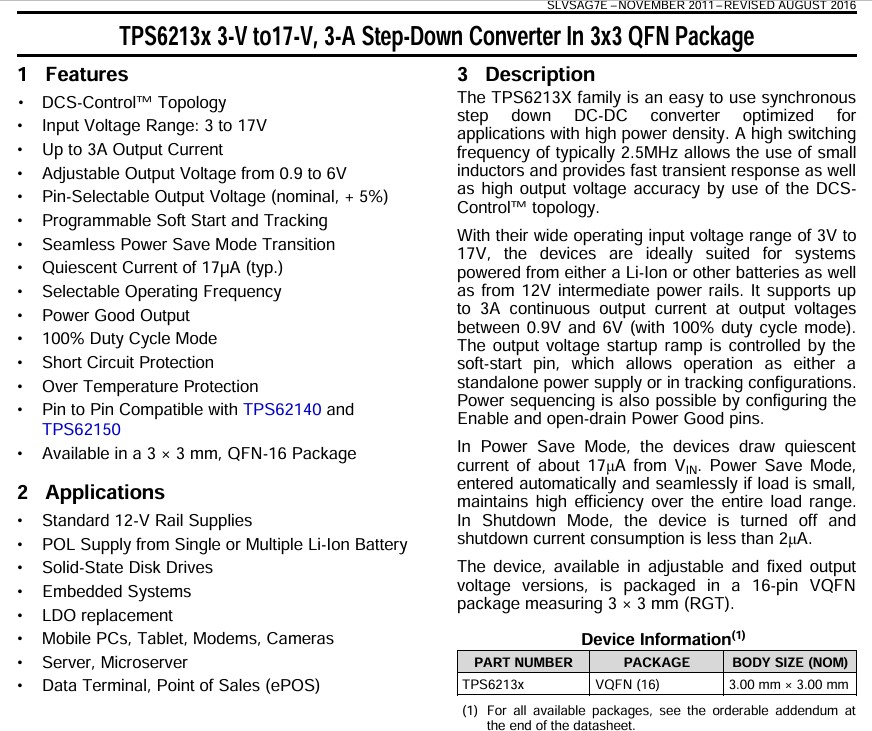 SLVSAG7E – NOVEMBER 2011 – REVISED AUGUST 2016
TPS6213x 3-V to17-V, 3-A Step-Down Converter In 3x3 QFN Package
1 Features
• DCS-Control™ Topology
• Input Voltage Range: 3 to 17V
• Up to 3A Output Current
• Adjustable Output Voltage from 0.9 to 6V
• Pin-Selectable Output Voltage (nominal, + 5%)
• Programmable Soft Start and Tracking
• Seamless Power Save Mode Transition
• Quiescent Current of 17µA (typ.)
• Selectable Operating Frequency
• Power Good Output
• 100% Duty Cycle Mode
• Short Circuit Protection
• Over Temperature Protection
• Pin to Pin Compatible with TPS62140 and
TPS62150
• Available in a 3 × 3 mm, QFN-16 Package
2 Applications
• Standard 12-V Rail Supplies
• POL Supply from Single or Multiple Li-Ion Battery
• Solid-State Disk Drives
• Embedded Systems
• LDO replacement
• Mobile PCs, Tablet, Modems, Cameras
• Server, Microserver
• Data Terminal, Point of Sales (ePOS)
3 Description
The TPS6213X family is an easy to use synchronous
step down DC-DC converter optimized for
applications with high power density. A high switching
frequency of typically 2.5MHz allows the use of small
inductors and provides fast transient response as well
as high output voltage accuracy by use of the DCS-
Control™ topology.
With their wide operating input voltage range of 3V to
17V, the devices are ideally suited for systems
powered from either a Li-Ion or other batteries as well
as from 12V intermediate power rails. It supports up
to 3A continuous output current at output voltages
between 0.9V and 6V (with 100% duty cycle mode).
The output voltage startup ramp is controlled by the
soft-start pin, which allows operation as either a
standalone power supply or in tracking configurations.
Power sequencing is also possible by configuring the
Enable and open-drain Power Good pins.
In Power Save Mode, the devices draw quiescent
current of about 17µA from VIN. Power Save Mode,
entered automatically and seamlessly if load is small,
maintains high efficiency over the entire load range.
In Shutdown Mode, the device is turned off and
shutdown current consumption is less than 2µA.
The device, available in adjustable and fixed output
voltage versions, is packaged in a 16-pin VQFN
package measuring 3 × 3 mm (RGT).
Device Information(1)
PART NUMBER PACKAGE BODY SIZE (NOM)
TPS6213x VQFN (16) 3.00 mm × 3.00 mm
(1) For all available packages, see the orderable addendum at
the end of the datasheet.